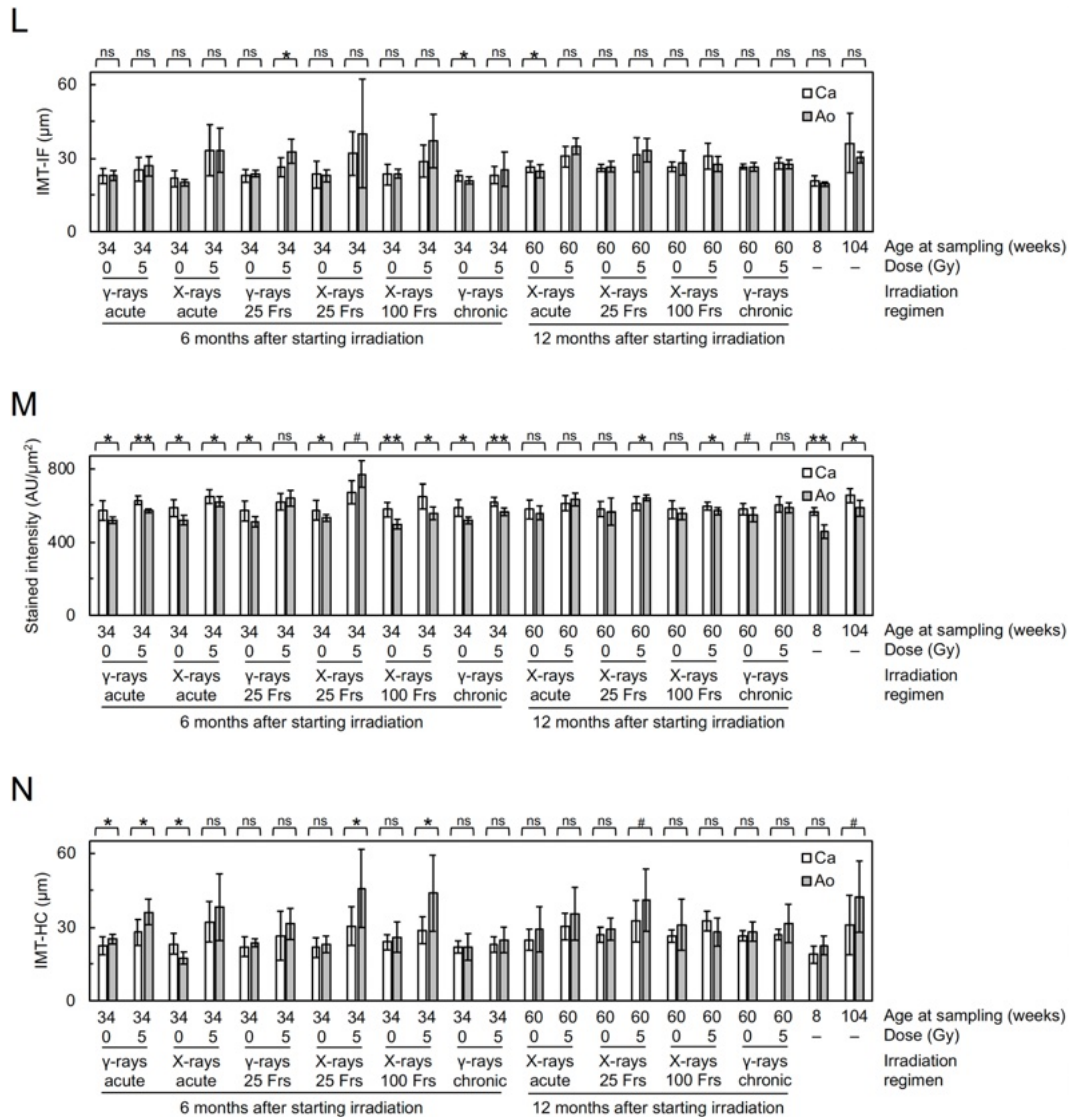 L
ns ns ns ns ns * ns ns ns ns * ns * ns ns ns ns ns ns ns ns ns
60
30
0
IMT-IF (µm)
Ca
Ao
34 34 34 34 34 34 34 34 34 34 34 34 60 60 60 60 60 60 60 60 8 104 Age at sampling (weeks)
0 5 0 5 0 5 0 5 0 5 0 5 0 5 0 5 0 5 0 5 – – Dose (Gy)
γ-rays X-rays γ-rays X-rays X-rays γ-rays X-rays X-rays X-rays γ-rays Irradiation
acute acute 25 Frs 25 Frs 100 Frs chronic acute 25 Frs 100 Frs chronic regimen
6 months after starting irradiation 12 months after starting irradiation
M
* ** * * * ns * # ** * * ** ns ns ns * ns * # ns ** *
800
400
0
Stained intensity (AU/µm²)
Ca
Ao
34 34 34 34 34 34 34 34 34 34 34 34 60 60 60 60 60 60 60 60 8 104 Age at sampling (weeks)
0 5 0 5 0 5 0 5 0 5 0 5 0 5 0 5 0 5 0 5 – – Dose (Gy)
γ-rays X-rays γ-rays X-rays X-rays γ-rays X-rays X-rays X-rays γ-rays Irradiation
acute acute 25 Frs 25 Frs 100 Frs chronic acute 25 Frs 100 Frs chronic regimen
6 months after starting irradiation 12 months after starting irradiation
N
* * * ns ns ns ns * ns * ns ns ns ns ns # ns ns ns ns ns #
60
30
0
IMT-HC (µm)
Ca
Ao
34 34 34 34 34 34 34 34 34 34 34 34 60 60 60 60 60 60 60 60 8 104 Age at sampling (weeks)
0 5 0 5 0 5 0 5 0 5 0 5 0 5 0 5 0 5 0 5 – – Dose (Gy)
γ-rays X-rays γ-rays X-rays X-rays γ-rays X-rays X-rays X-rays γ-rays Irradiation
acute acute 25 Frs 25 Frs 100 Frs chronic acute 25 Frs 100 Frs chronic regimen
6 months after starting irradiation 12 months after starting irradiation